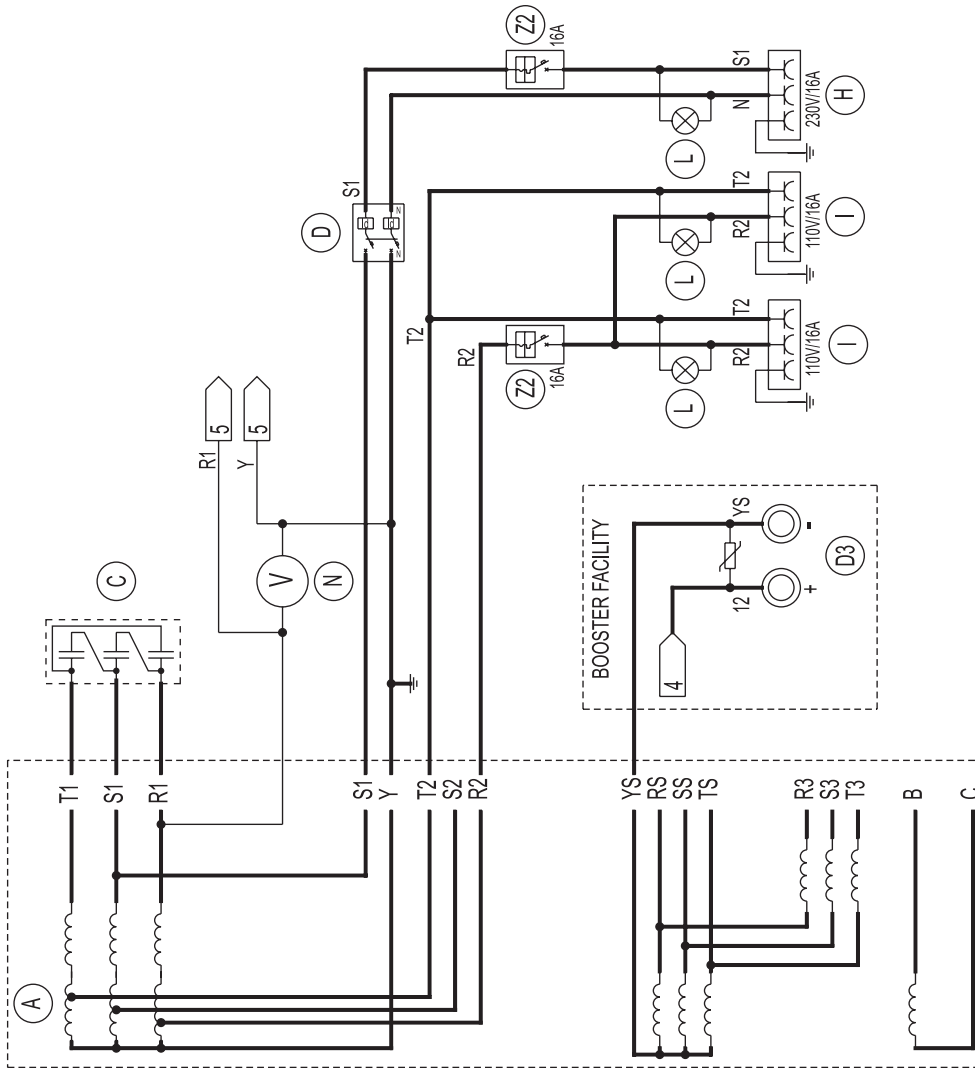 A
T1
S1
R1
S1
Y
T2
S2
R2
YS
RS
SS
TS
R3
S3
T3
B
C
C
R1
5
Y
5
V
N
BOOSTER FACILITY
4
12
YS
+
-
D3
D
S1
N
N
T2
R2
Z2
16A
Z2
16A
L
L
L
R2
T2
110V/16A
I
R2
T2
110V/16A
I
N
S1
230V/16A
H